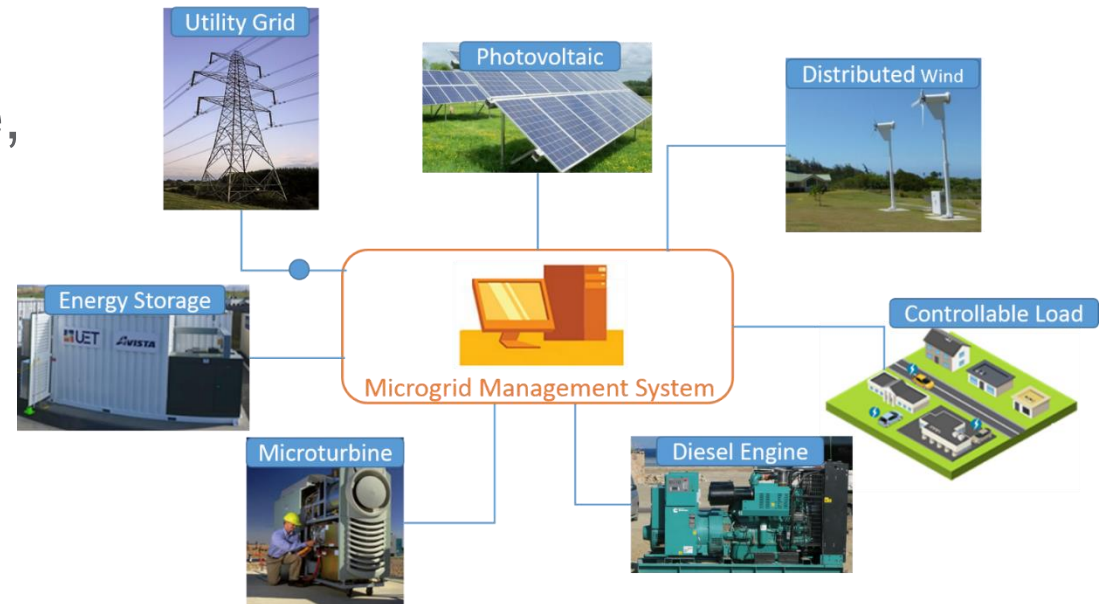 Utility Grid
Photovoltaic
Distributed Wind
,
Energy Storage
UET
AVISTA
Controllable Load
Microgrid Management System
Microturbine
Diesel Engine